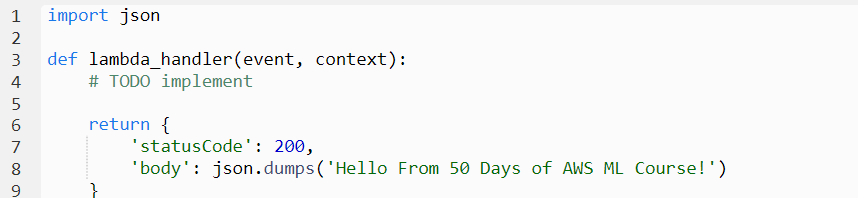 1 import json
2
3 def lambda_handler(event, context):
4     # TODO implement
5
6     return {
7         'statusCode': 200,
8         'body': json.dumps('Hello From 50 Days of AWS ML Course!')
9     }